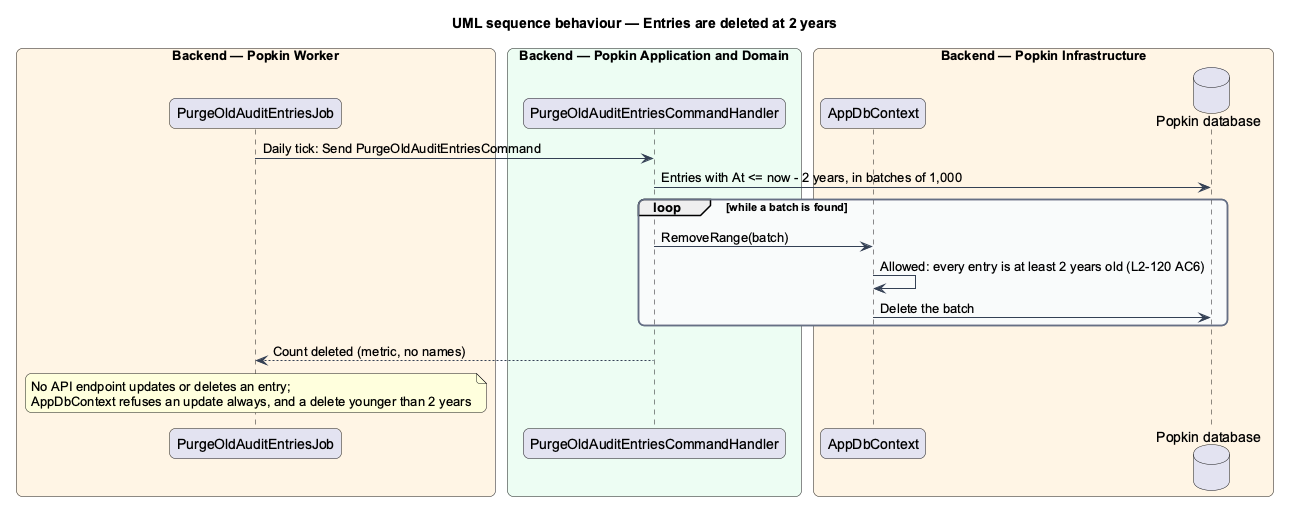 UML sequence behaviour — Entries are deleted at 2 years
Backend — Popkin Worker
Backend — Popkin Application and Domain
Backend — Popkin Infrastructure
PurgeOldAuditEntriesJob
PurgeOldAuditEntriesCommandHandler
AppDbContext
Popkin database
Daily tick: Send PurgeOldAuditEntriesCommand
Entries with At <= now - 2 years, in batches of 1,000
loop
[while a batch is found]
RemoveRange(batch)
Allowed: every entry is at least 2 years old (L2-120 AC6)
Delete the batch
Count deleted (metric, no names)
No API endpoint updates or deletes an entry;
AppDbContext refuses an update always, and a delete younger than 2 years
PurgeOldAuditEntriesJob
PurgeOldAuditEntriesCommandHandler
AppDbContext
Popkin database